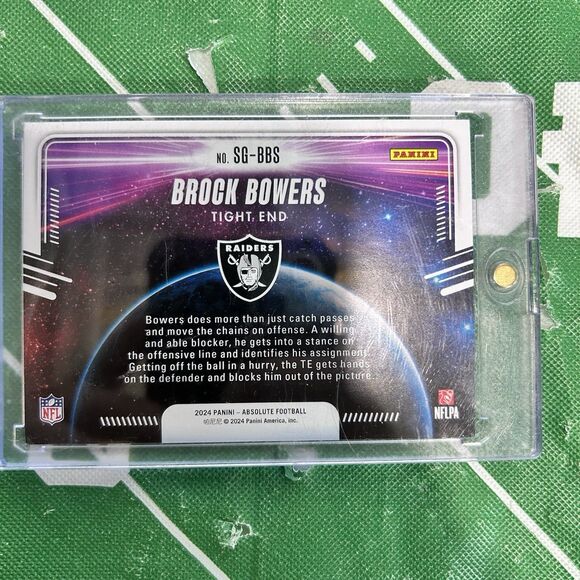 NO. SG-BBS
PANINI
BROCK BOWERS
TIGHT END
RAIDERS
Bowers does more than just catch passes
and move the chains on offense. A willing
and able blocker, he gets into a stance on
the offensive line and identifies his assignment.
Getting off the ball in a hurry, the TE gets hands
on the defender and blocks him out of the picture.
NFL
NFLPA
2024 PANINI – ABSOLUTE FOOTBALL
帕尼尼 © 2024 Panini America, Inc.